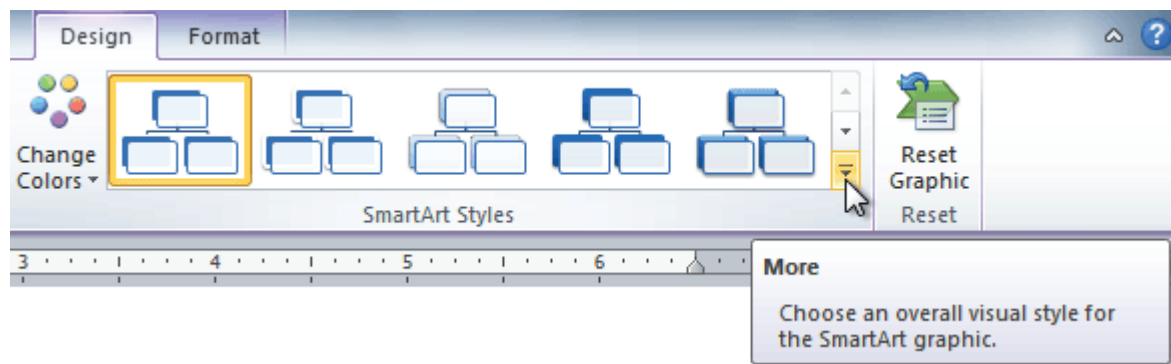 Design Format
?
Change
Colors
SmartArt Styles
Reset
Graphic
Reset
3 4 5 6
More
Choose an overall visual style for
the SmartArt graphic.